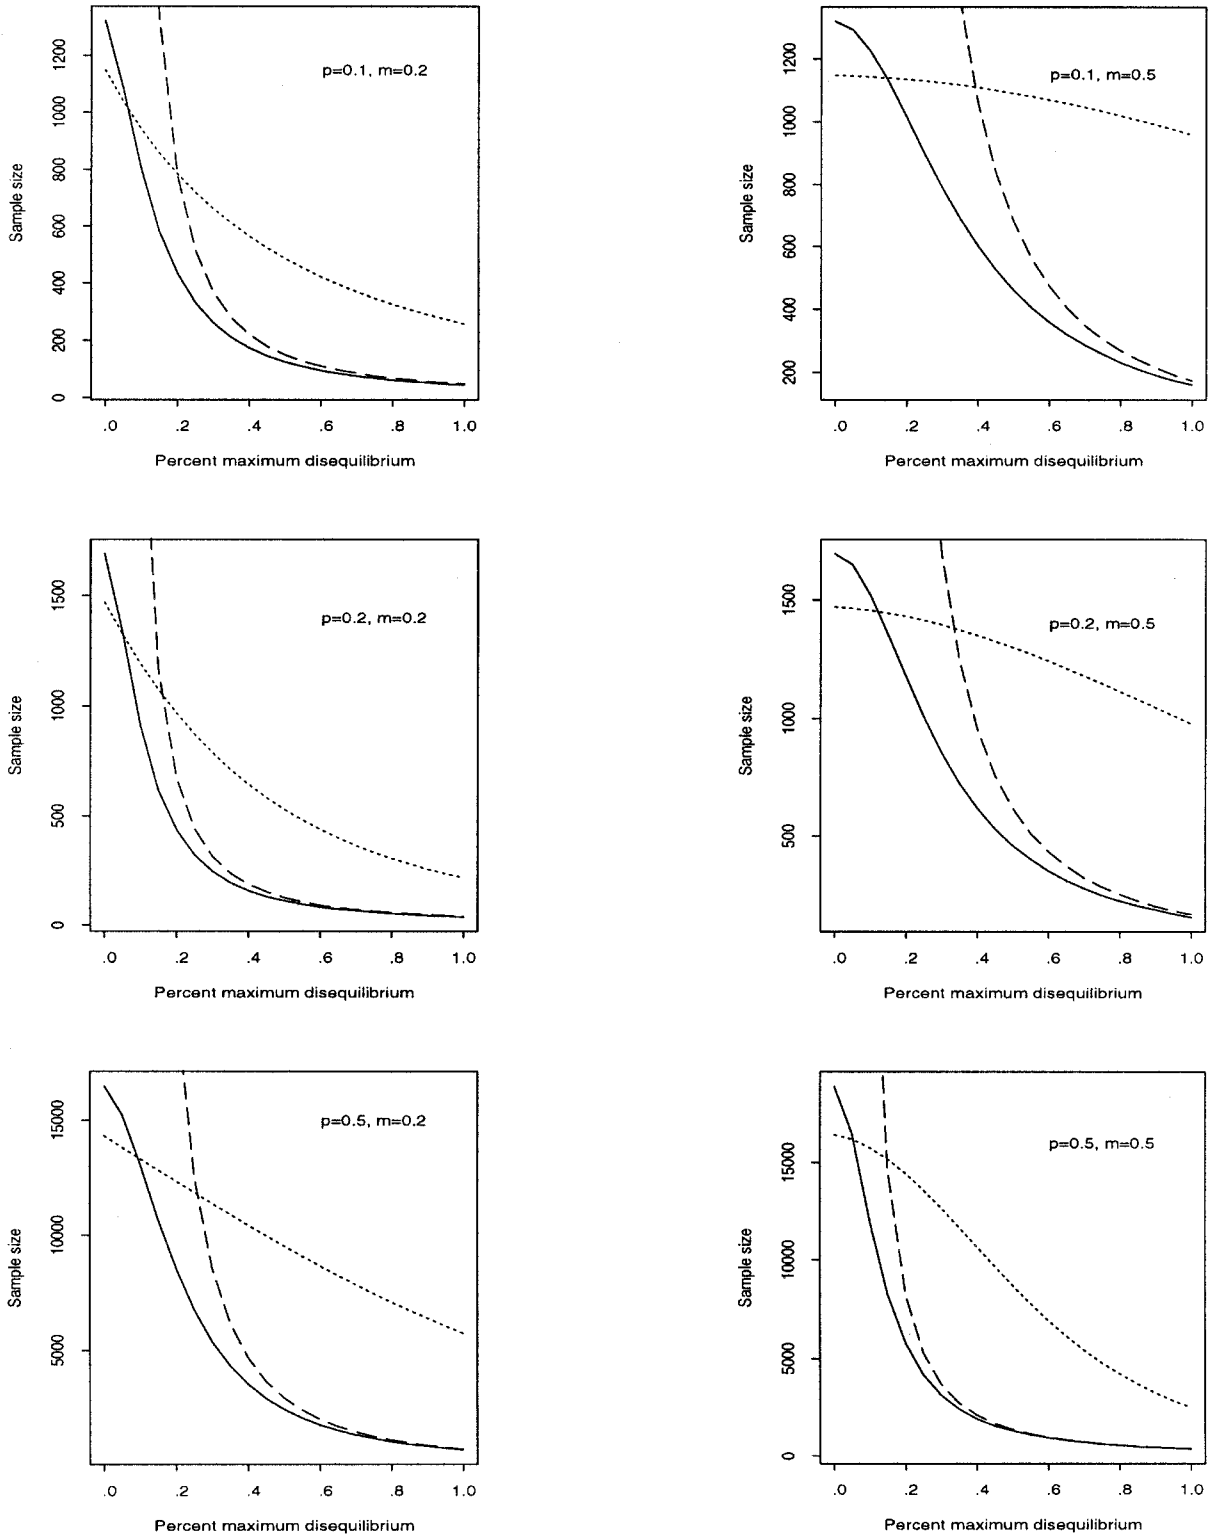 p=0.1, m=0.2
Sample size
0 200 400 600 800 1000 1200
.0 .2 .4 .6 .8 1.0
Percent maximum disequilibrium
p=0.1, m=0.5
Sample size
200 400 600 800 1000 1200
.0 .2 .4 .6 .8 1.0
Percent maximum disequilibrium
p=0.2, m=0.2
Sample size
0 500 1000 1500
.0 .2 .4 .6 .8 1.0
Percent maximum disequilibrium
p=0.2, m=0.5
Sample size
500 1000 1500
.0 .2 .4 .6 .8 1.0
Percent maximum disequilibrium
p=0.5, m=0.2
Sample size
5000 10000 15000
.0 .2 .4 .6 .8 1.0
Percent maximum disequilibrium
p=0.5, m=0.5
Sample size
0 5000 10000 15000
.0 .2 .4 .6 .8 1.0
Percent maximum disequilibrium